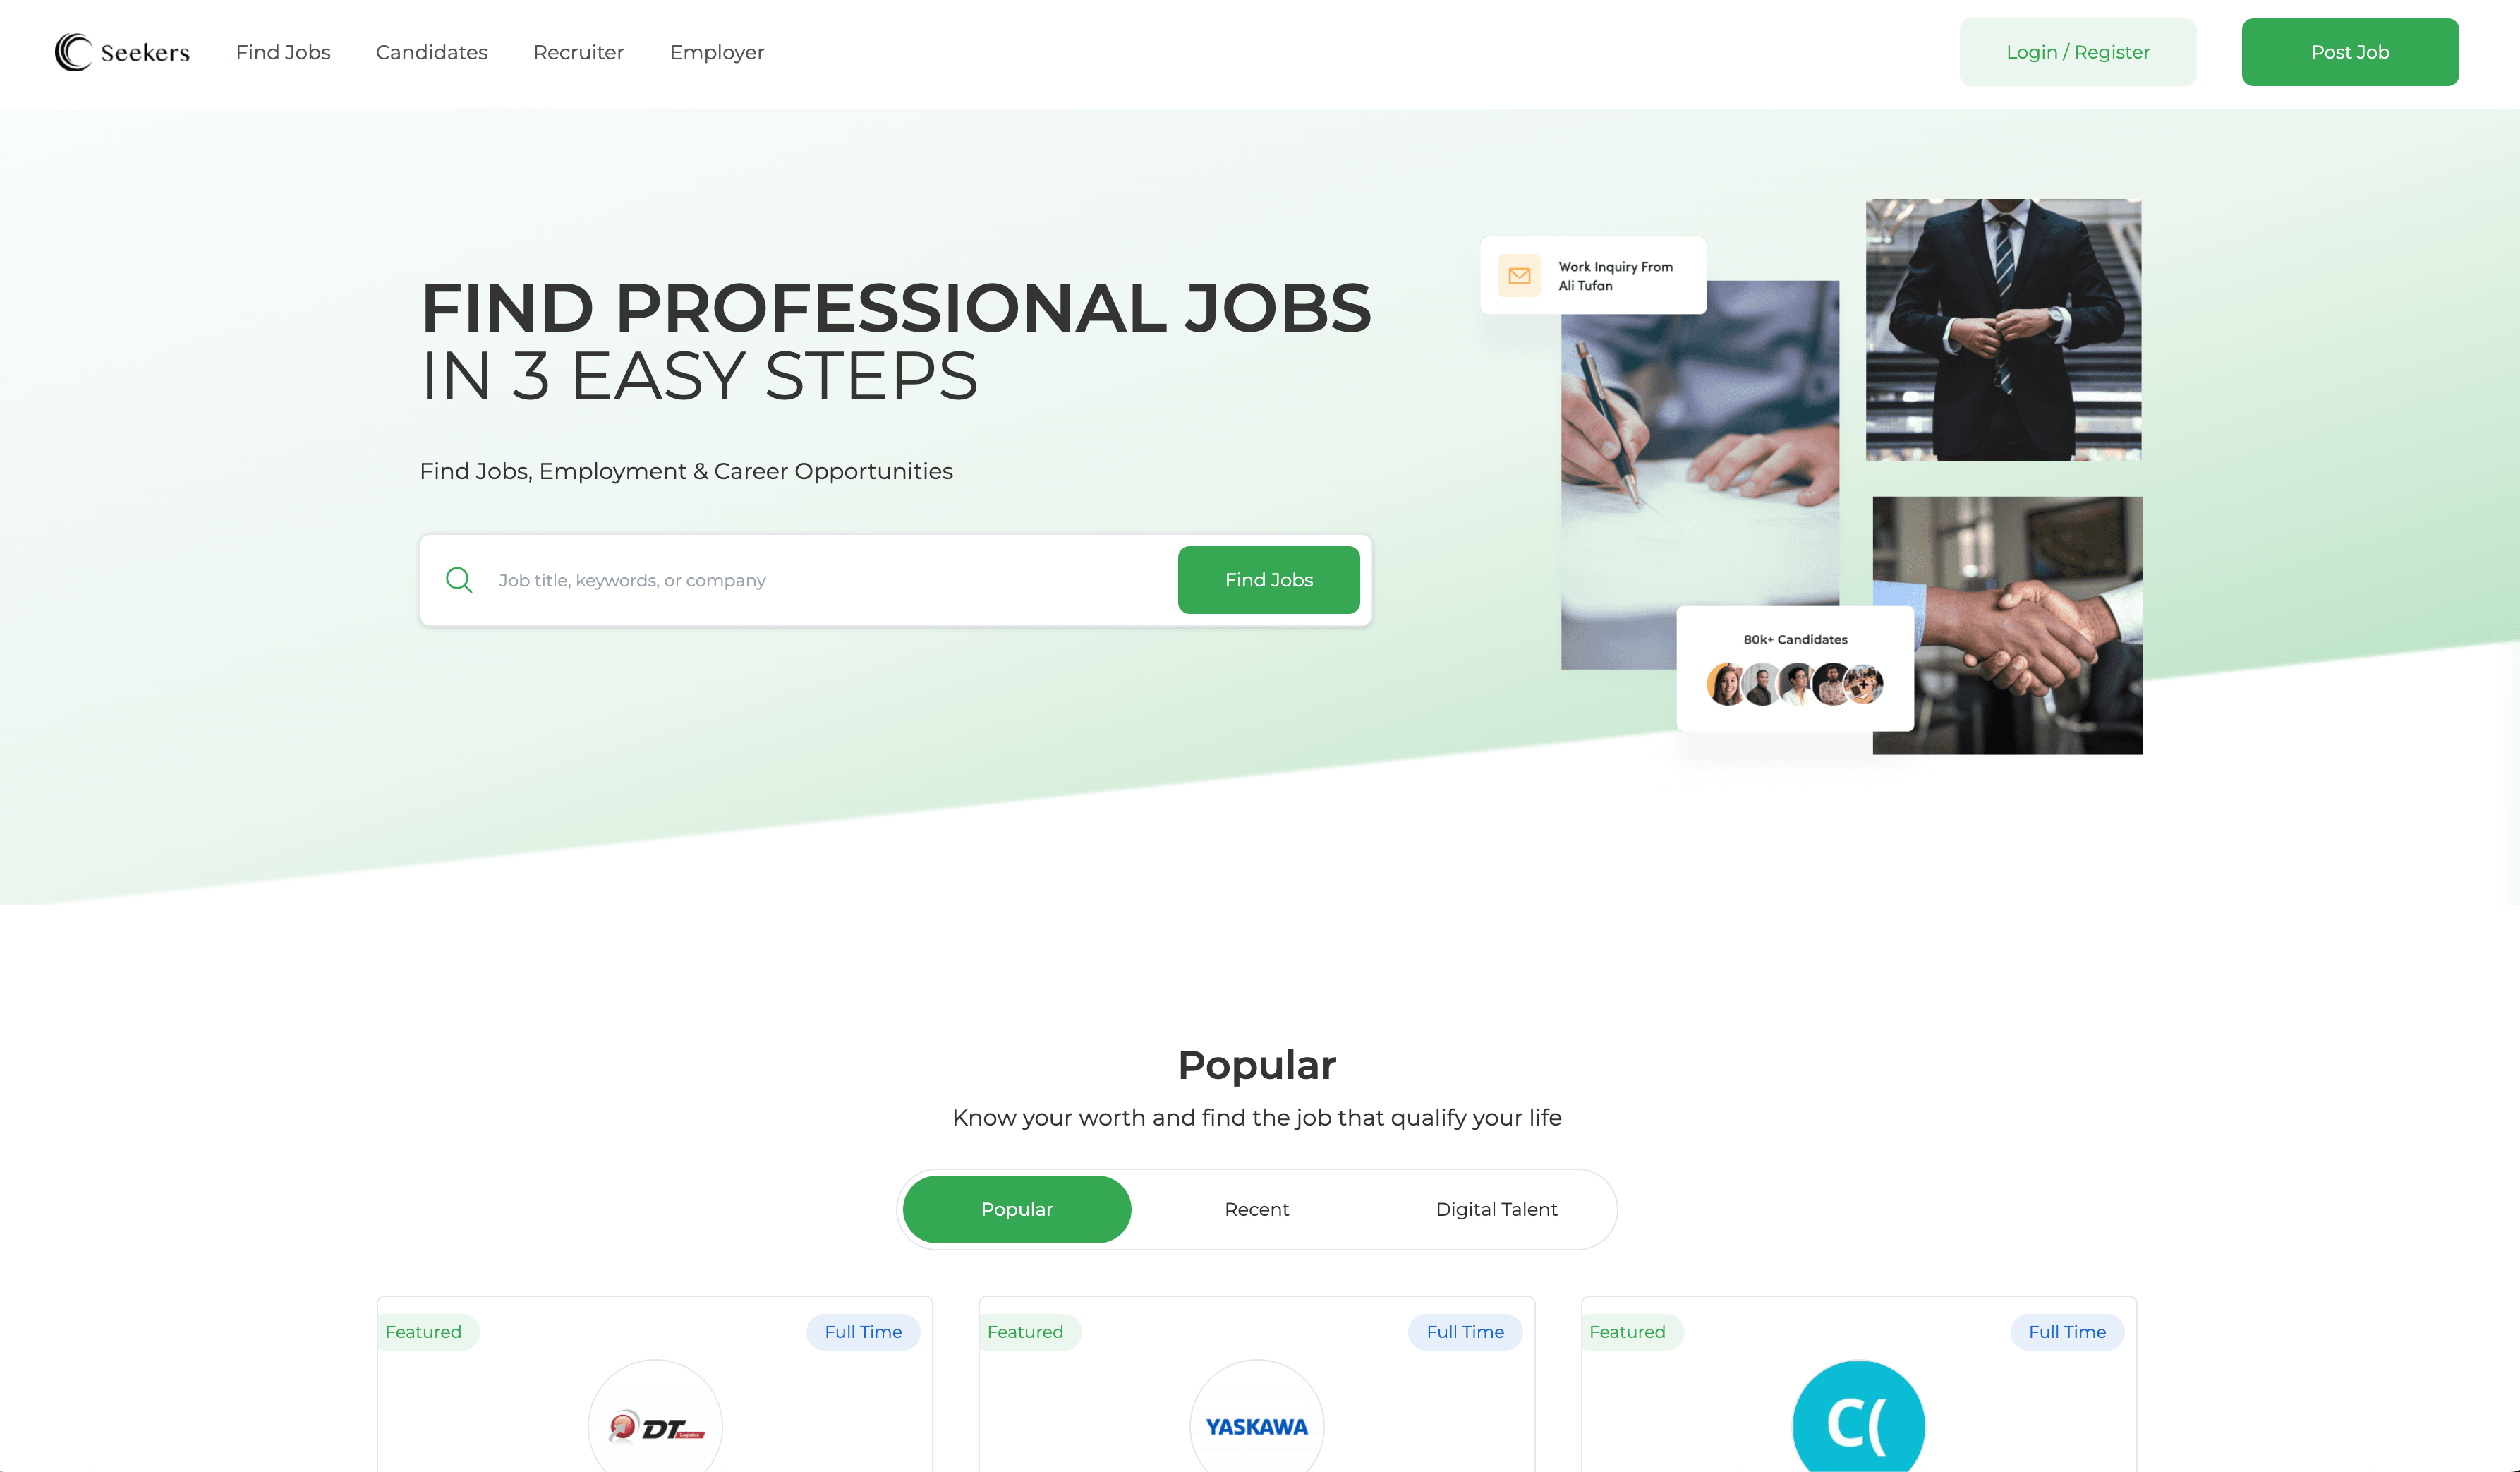 Seekers
Find Jobs
Candidates
Recruiter
Employer
Login / Register
Post Job
FIND PROFESSIONAL JOBS
IN 3 EASY STEPS
Find Jobs, Employment & Career Opportunities
Job title, keywords, or company
Find Jobs
Work Inquiry From
Ali Tufan
80k+ Candidates
Popular
Know your worth and find the job that qualify your life
Popular
Recent
Digital Talent
Featured
Full Time
DT
Logistics
Featured
Full Time
YASKAWA
Featured
Full Time
C(